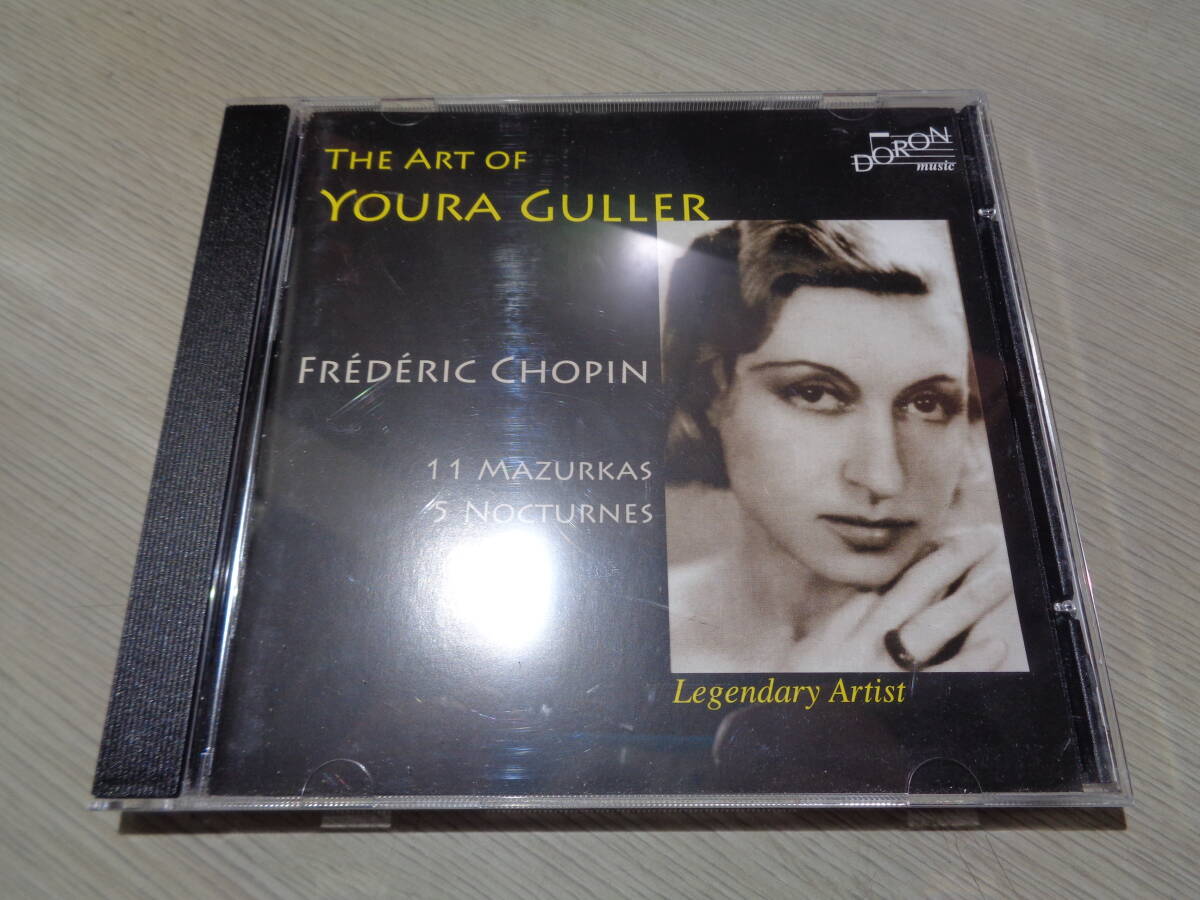 THE ART OF
YOURA GULLER
DORON
music
FRÉDÉRIC CHOPIN
11 MAZURKAS
5 NOCTURNES
Legendary Artist